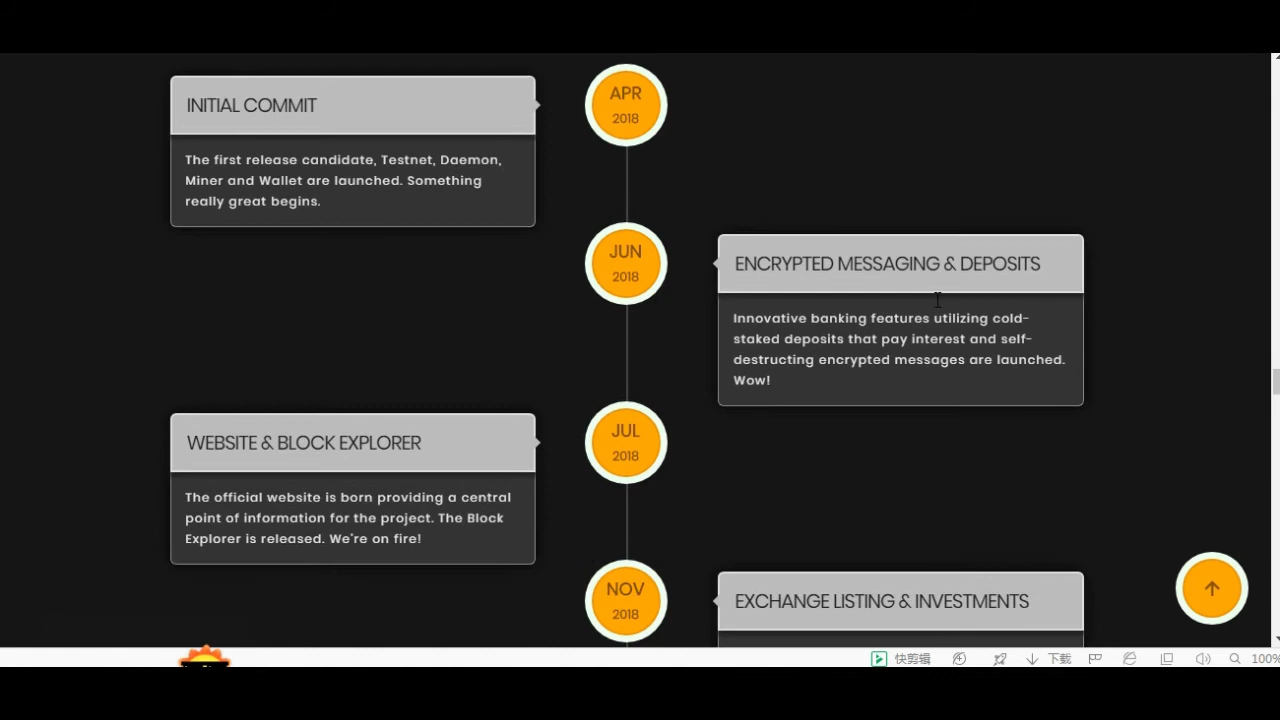 INITIAL COMMIT
APR
2018
The first release candidate, Testnet, Daemon,
Miner and Wallet are launched. Something
really great begins.
JUN
2018
ENCRYPTED MESSAGING & DEPOSITS
Innovative banking features utilizing cold-
staked deposits that pay interest and self-
destructing encrypted messages are launched.
Wow!
JUL
2018
WEBSITE & BLOCK EXPLORER
The official website is born providing a central
point of information for the project. The Block
Explorer is released. We're on fire!
NOV
2018
EXCHANGE LISTING & INVESTMENTS
快剪辑
下载
100%